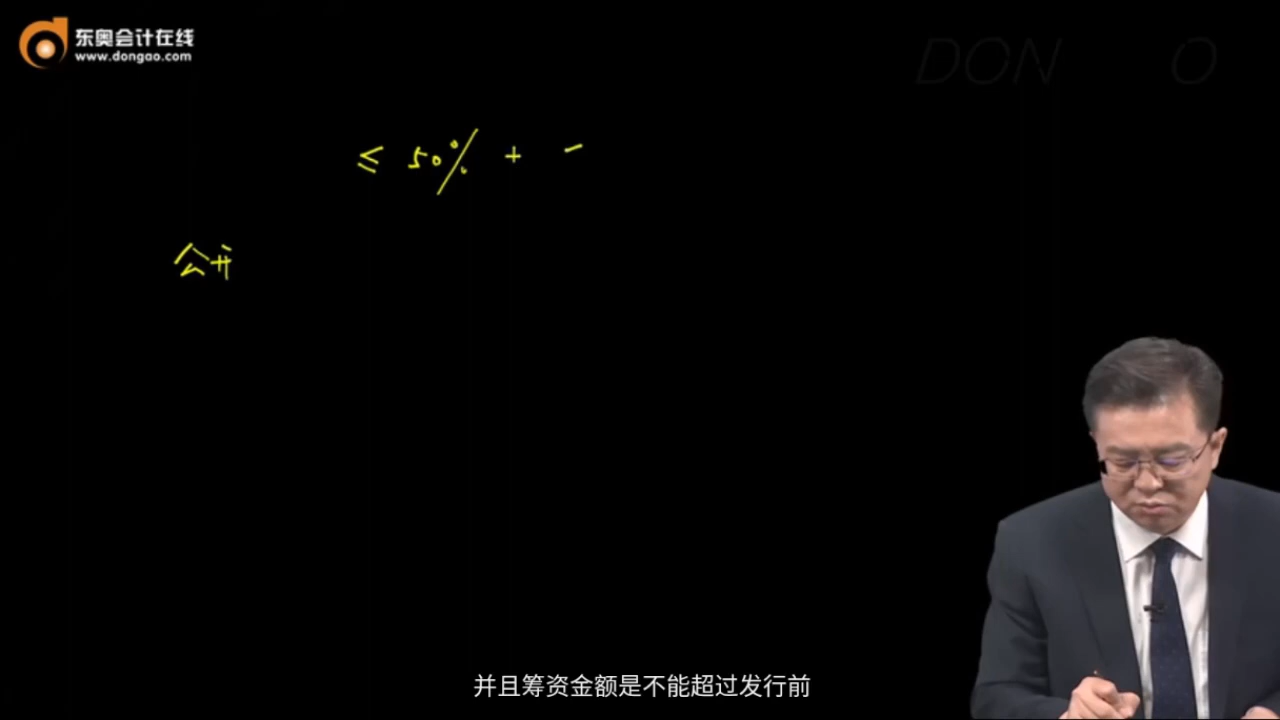 东奥会计在线
www.dongao.com
DON O
≤ 50% + -
公开
并且筹资金额是不能超过发行前